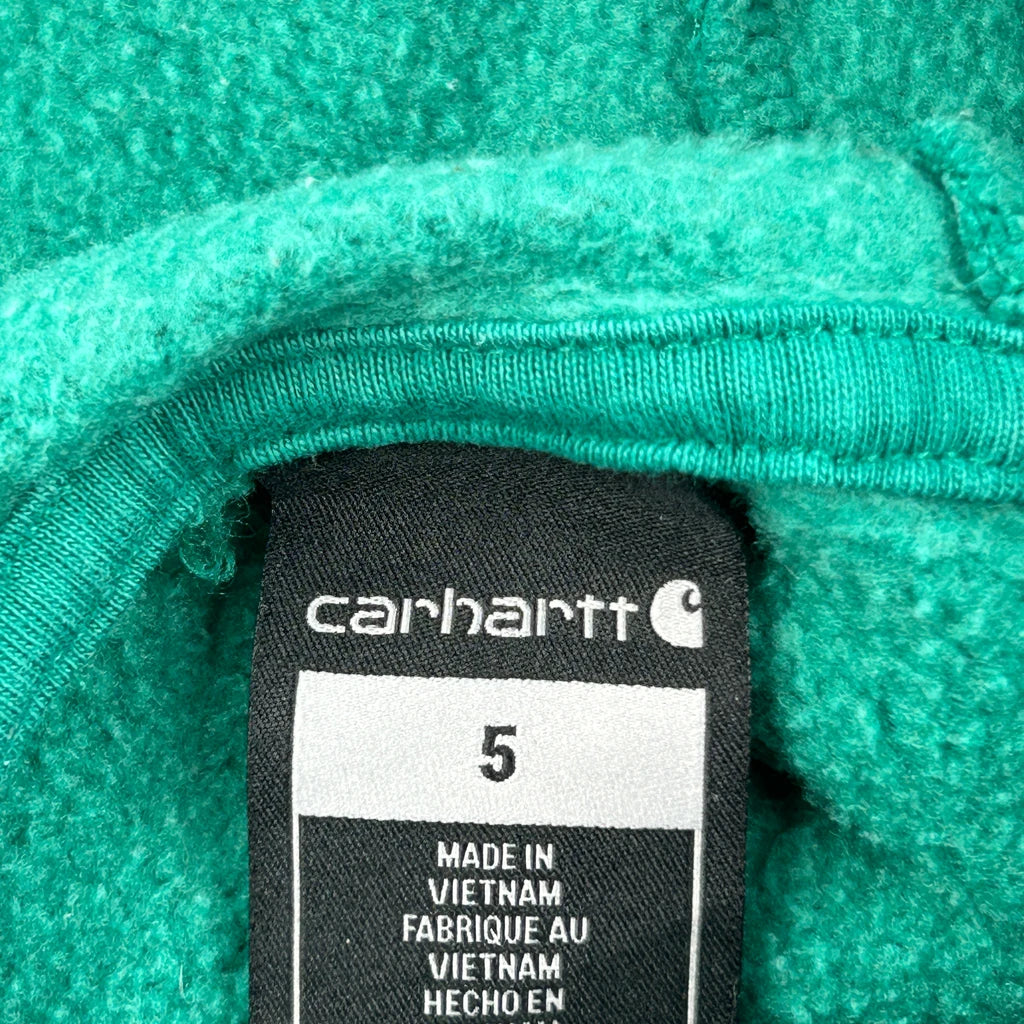 carhartt
5
MADE IN
VIETNAM
FABRIQUE AU
VIETNAM
HECHO EN